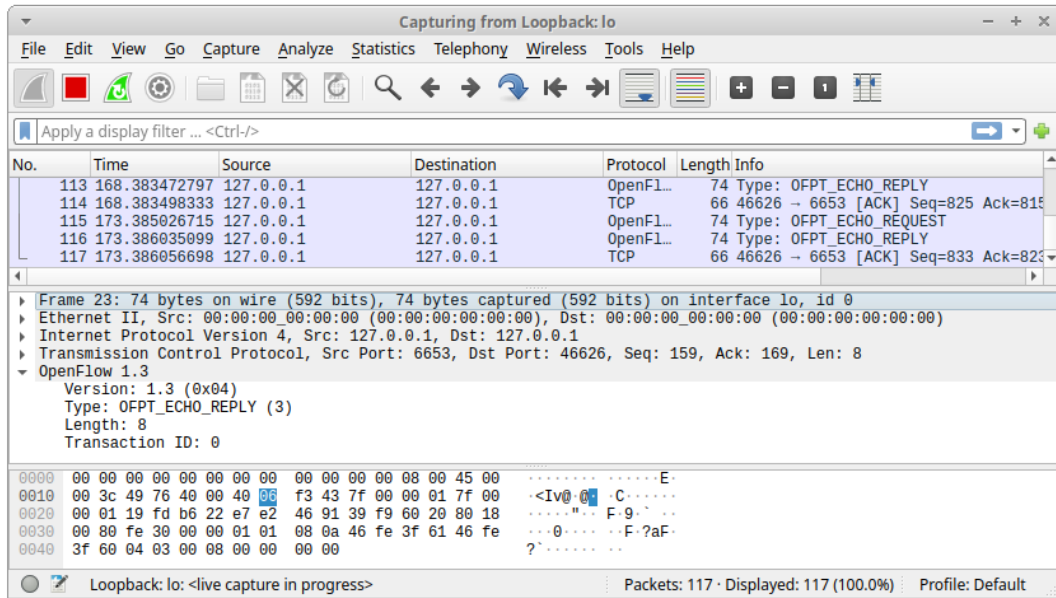 Capturing from Loopback: lo
File Edit View Go Capture Analyze Statistics Telephony Wireless Tools Help
Apply a display filter ... <Ctrl-/>
No. Time Source Destination Protocol Length Info
113 168.383472797 127.0.0.1 127.0.0.1 OpenFl… 74 Type: OFPT_ECHO_REPLY
114 168.383498333 127.0.0.1 127.0.0.1 TCP 66 46626 → 6653 [ACK] Seq=825 Ack=815
115 173.385026715 127.0.0.1 127.0.0.1 OpenFl… 74 Type: OFPT_ECHO_REQUEST
116 173.386035099 127.0.0.1 127.0.0.1 OpenFl… 74 Type: OFPT_ECHO_REPLY
117 173.386056698 127.0.0.1 127.0.0.1 TCP 66 46626 → 6653 [ACK] Seq=833 Ack=823
Frame 23: 74 bytes on wire (592 bits), 74 bytes captured (592 bits) on interface lo, id 0
Ethernet II, Src: 00:00:00_00:00:00 (00:00:00:00:00:00), Dst: 00:00:00_00:00:00 (00:00:00:00:00:00)
Internet Protocol Version 4, Src: 127.0.0.1, Dst: 127.0.0.1
Transmission Control Protocol, Src Port: 6653, Dst Port: 46626, Seq: 159, Ack: 169, Len: 8
OpenFlow 1.3
Version: 1.3 (0x04)
Type: OFPT_ECHO_REPLY (3)
Length: 8
Transaction ID: 0
0000 00 00 00 00 00 00 00 00 00 00 00 00 08 00 45 00 ········ ······E·
0010 00 3c 49 76 40 00 40 06 f3 43 7f 00 00 01 7f 00 ·<Iv@·@· ·C······
0020 00 01 19 fd b6 22 e7 e2 46 91 39 f9 60 20 80 18 ·····"·· F·9·` ··
0030 00 80 fe 30 00 00 01 01 08 0a 46 fe 3f 61 46 fe ···0···· ··F·?aF·
0040 3f 60 04 03 00 08 00 00 00 00 ?`······ ··
Loopback: lo: <live capture in progress> Packets: 117 · Displayed: 117 (100.0%) Profile: Default